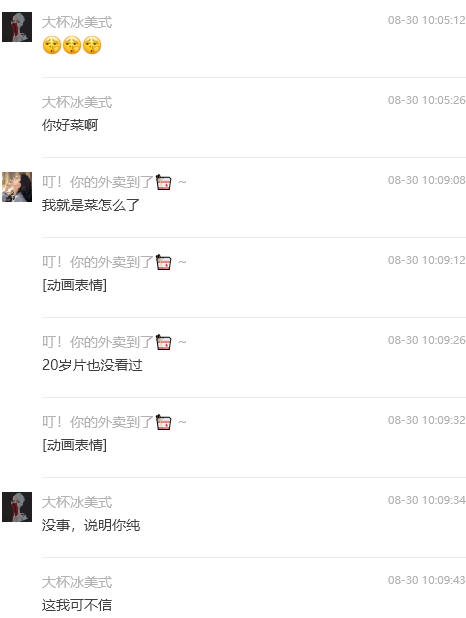 大杯冰美式 08-30 10:05:12
😚😚😚
大杯冰美式 08-30 10:05:26
你好菜啊
叮！你的外卖到了🥡 ~ 08-30 10:09:08
我就是菜怎么了
叮！你的外卖到了🥡 ~ 08-30 10:09:12
[动画表情]
叮！你的外卖到了🥡 ~ 08-30 10:09:26
20岁片也没看过
叮！你的外卖到了🥡 ~ 08-30 10:09:32
[动画表情]
大杯冰美式 08-30 10:09:34
没事，说明你纯
大杯冰美式 08-30 10:09:43
这我可不信